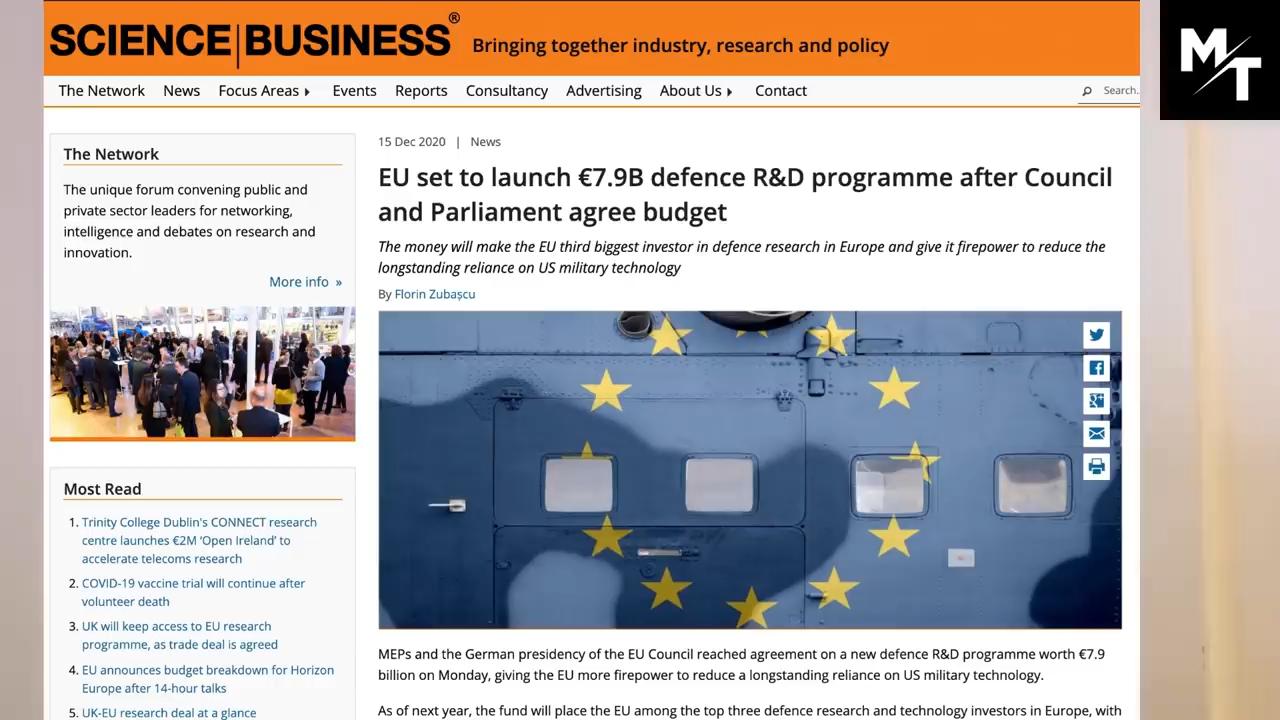 SCIENCE|BUSINESS®
Bringing together industry, research and policy
The Network News Focus Areas Events Reports Consultancy Advertising About Us Contact
Search.
MT
The Network
The unique forum convening public and
private sector leaders for networking,
intelligence and debates on research and
innovation.
More info »
Most Read
1. Trinity College Dublin's CONNECT research
centre launches €2M ‘Open Ireland’ to
accelerate telecoms research
2. COVID-19 vaccine trial will continue after
volunteer death
3. UK will keep access to EU research
programme, as trade deal is agreed
4. EU announces budget breakdown for Horizon
Europe after 14-hour talks
5. UK-EU research deal at a glance
15 Dec 2020 | News
EU set to launch €7.9B defence R&D programme after Council
and Parliament agree budget
The money will make the EU third biggest investor in defence research in Europe and give it firepower to reduce the
longstanding reliance on US military technology
By Florin Zubașcu
MEPs and the German presidency of the EU Council reached agreement on a new defence R&D programme worth €7.9
billion on Monday, giving the EU more firepower to reduce a longstanding reliance on US military technology.
As of next year, the fund will place the EU among the top three defence research and technology investors in Europe, with